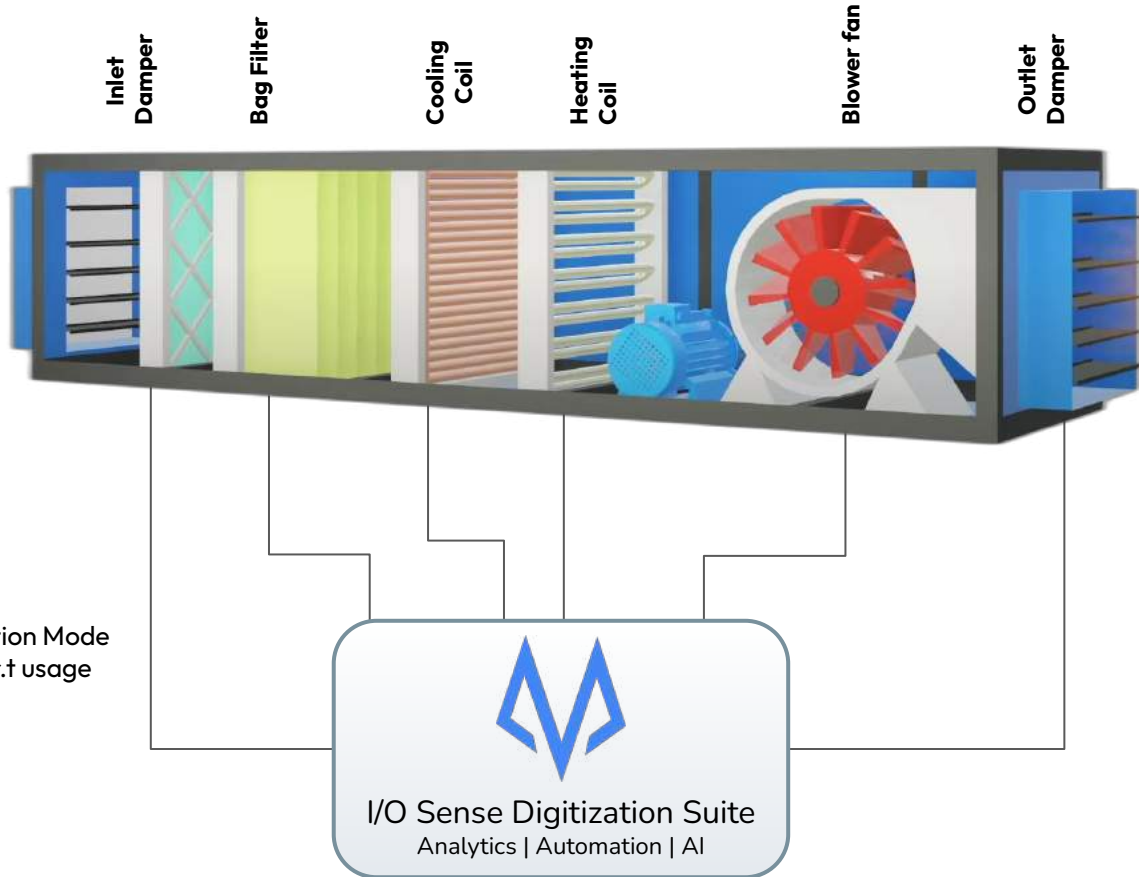 Inlet
Damper
Bag Filter
Cooling
Coil
Heating
Coil
Blower fan
Outlet
Damper
Mode
usage
I/O Sense Digitization Suite
Analytics | Automation | AI